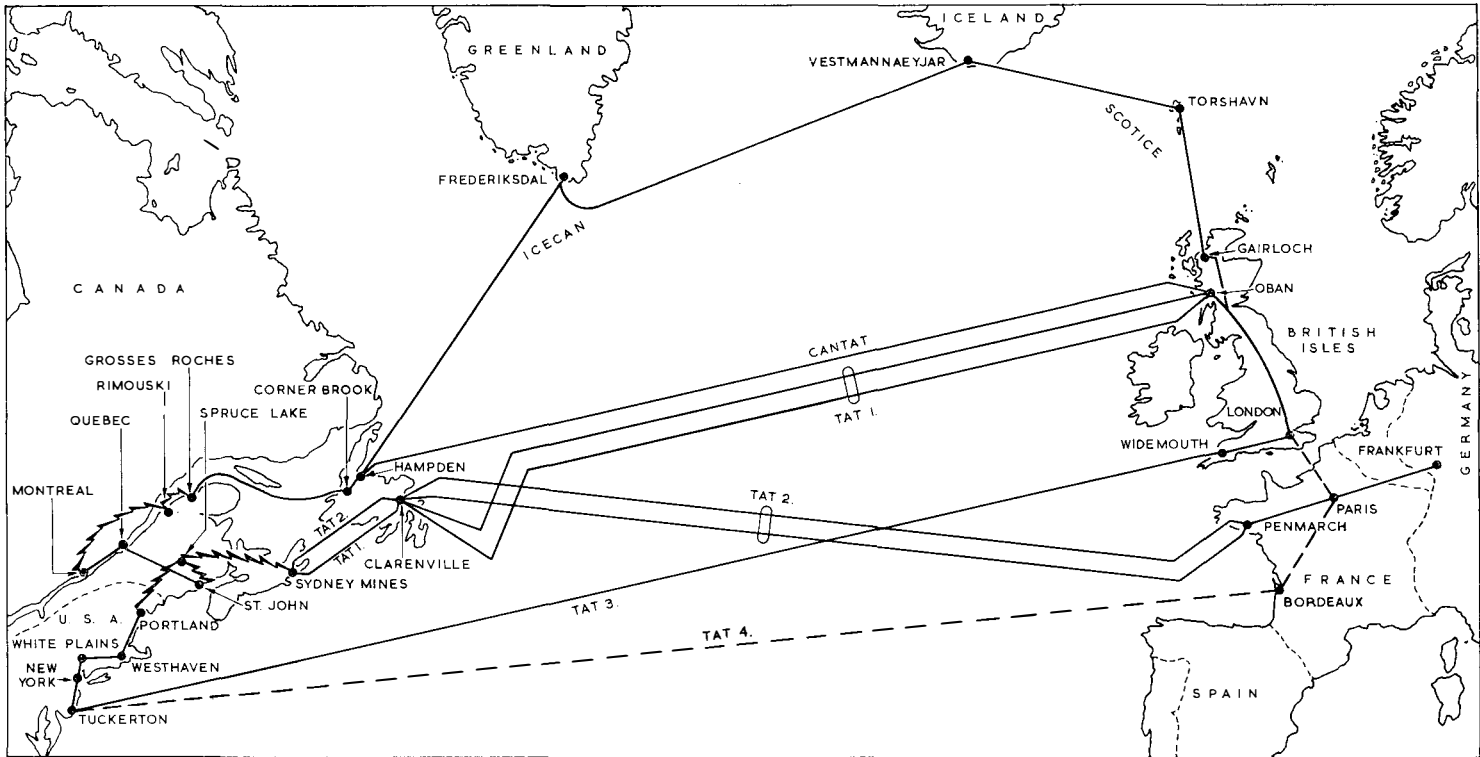 ICELAND
GREENLAND
VESTMANNAEYJAR
TORSHAVN
SCOTICE
FREDERIKSDAL
ICECAN
GAIRLOCH
OBAN
CANADA
BRITISH
ISLES
CANTAT
GROSSES ROCHES
RIMOUSKI
CORNER BROOK
QUEBEC
SPRUCE LAKE
TAT 1.
LONDON
WIDEMOUTH
FRANKFURT
GERMANY
HAMPDEN
MONTREAL
TAT 2.
TAT 2.
PARIS
PENMARCH
TAT 1.
CLARENVILLE
SYDNEY MINES
FRANCE
BORDEAUX
ST. JOHN
TAT 3.
U.S.A.
PORTLAND
TAT 4.
WHITE PLAINS
WESTHAVEN
NEW
YORK
SPAIN
TUCKERTON